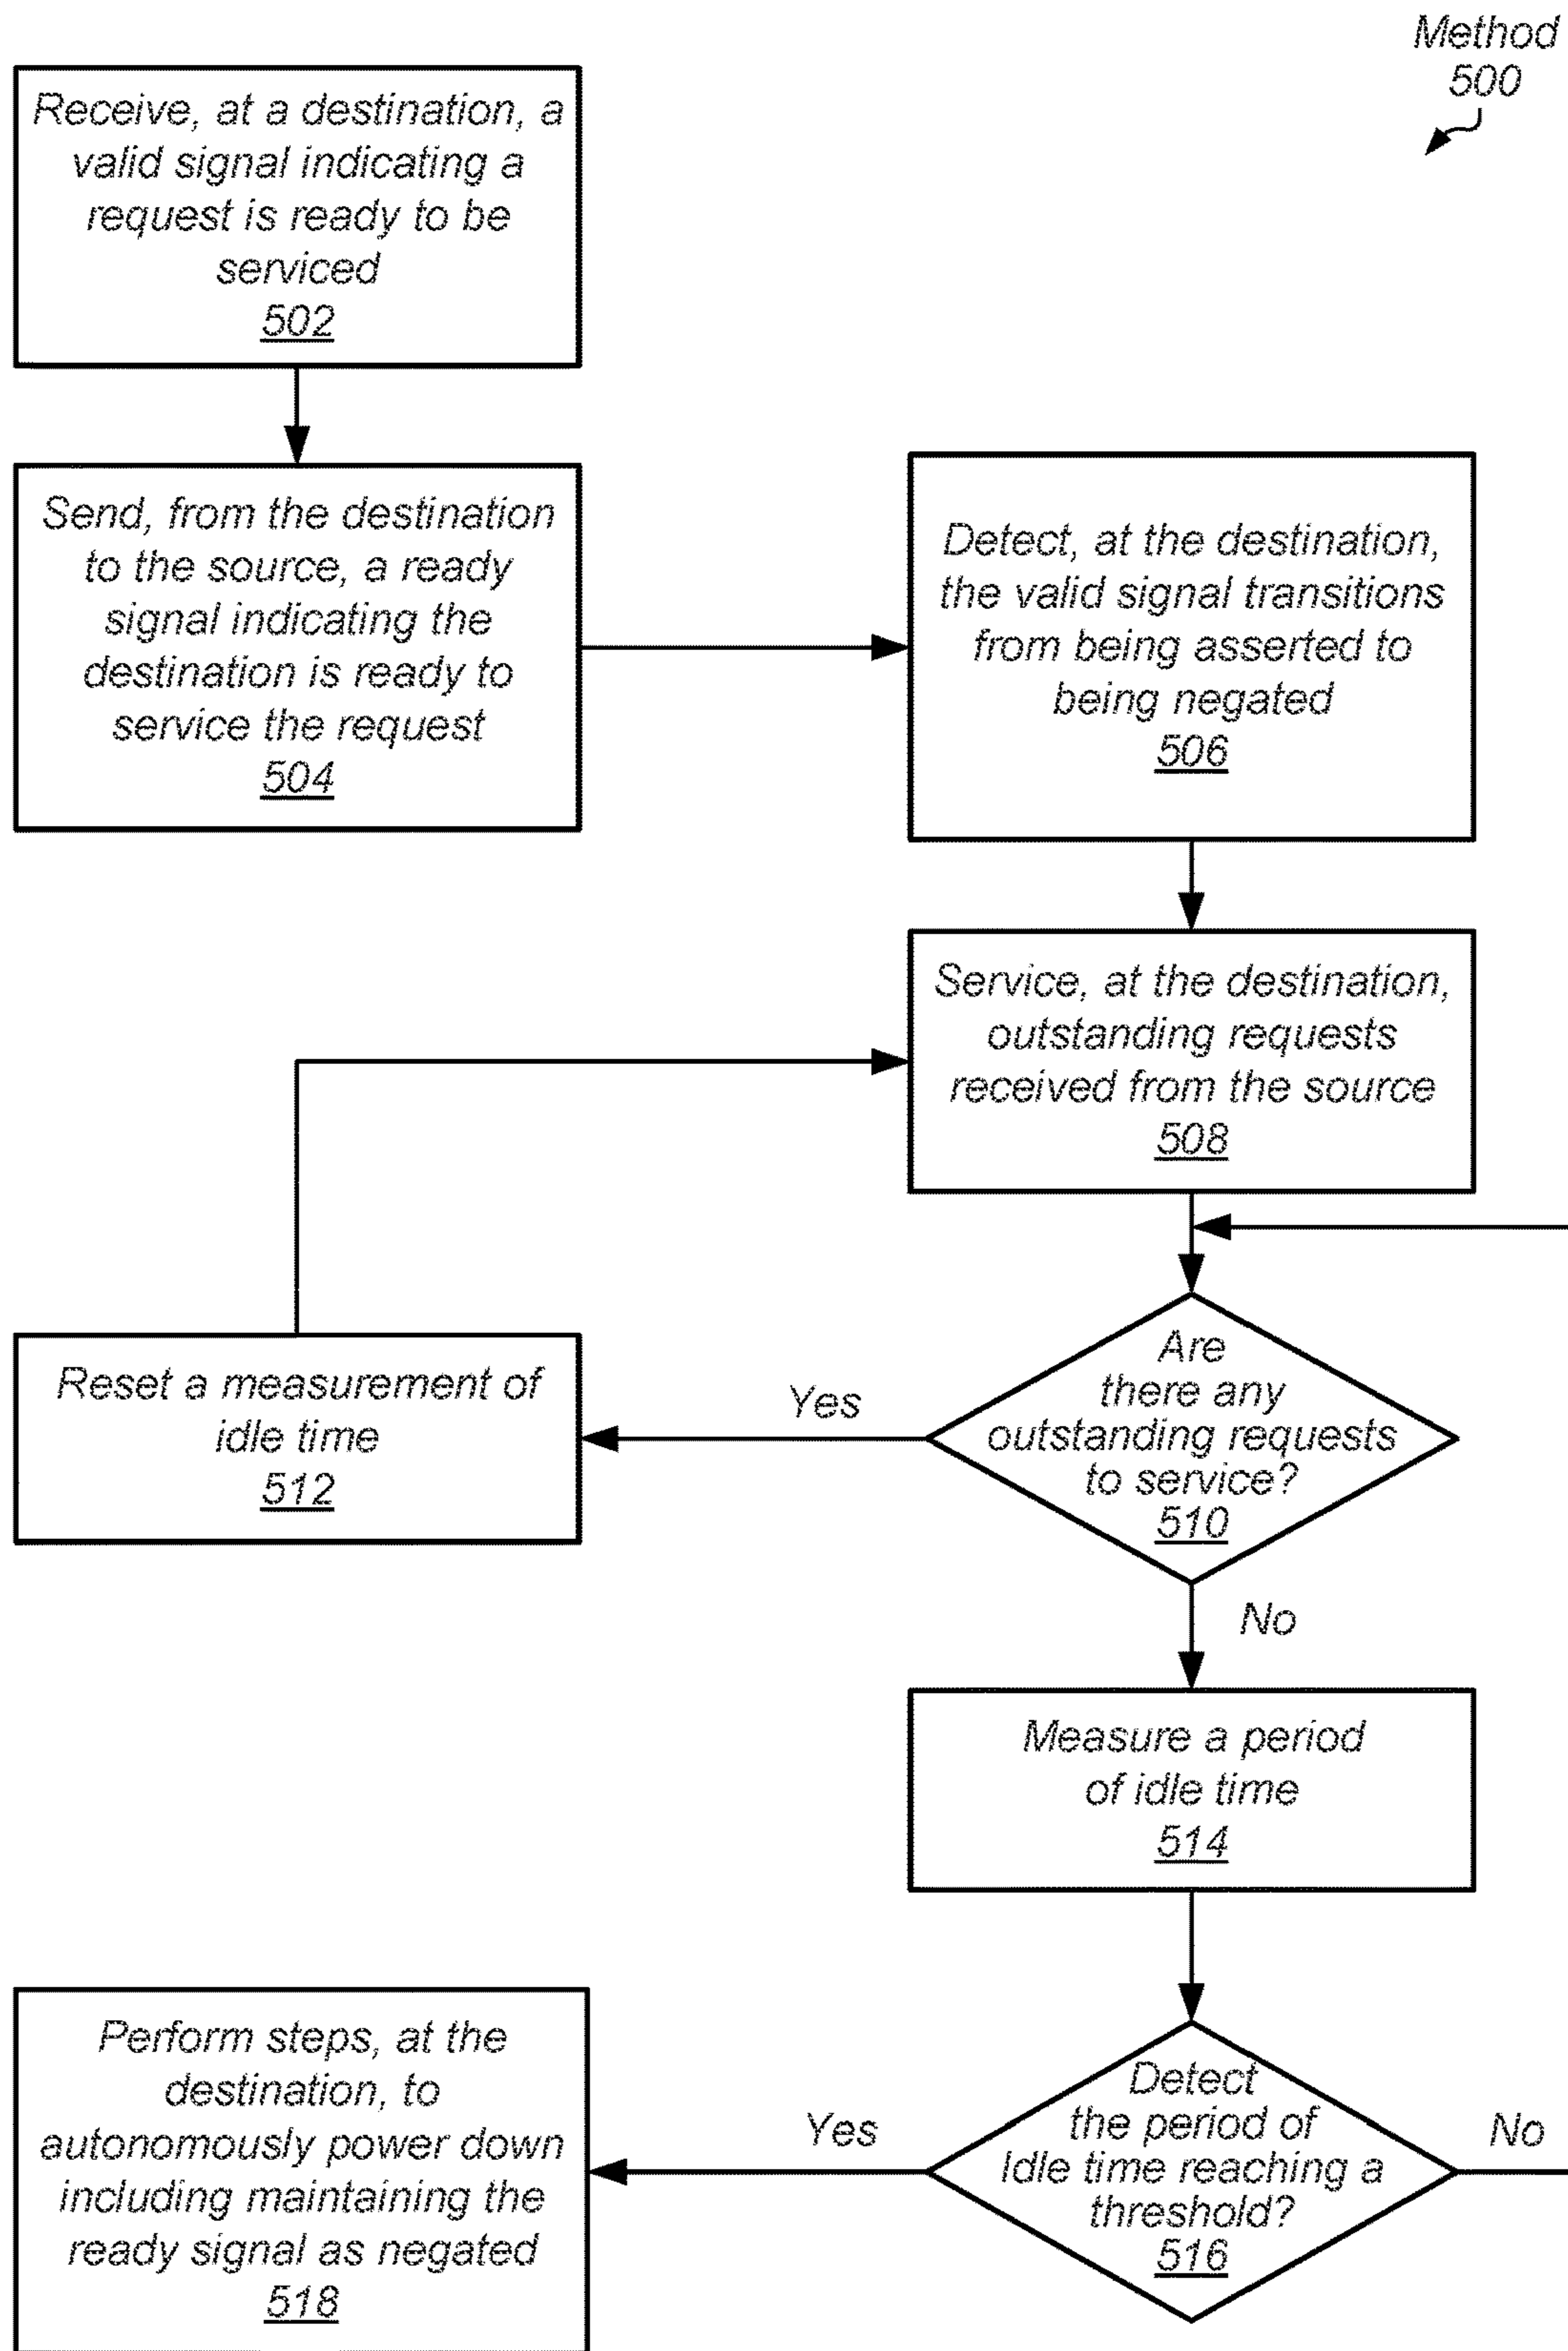 Method
500
Receive, at a destination, a
valid signal indicating a
request is ready to be
serviced
502
Send, from the destination
to the source, a ready
signal indicating the
destination is ready to
service the request
504
Detect, at the destination,
the valid signal transitions
from being asserted to
being negated
506
Service, at the destination,
outstanding requests
received from the source
508
Are
there any
outstanding requests
to service?
510
Yes
Reset a measurement of
idle time
512
No
Measure a period
of idle time
514
Detect
the period of
Idle time reaching a
threshold?
516
Yes
No
Perform steps, at the
destination, to
autonomously power down
including maintaining the
ready signal as negated
518